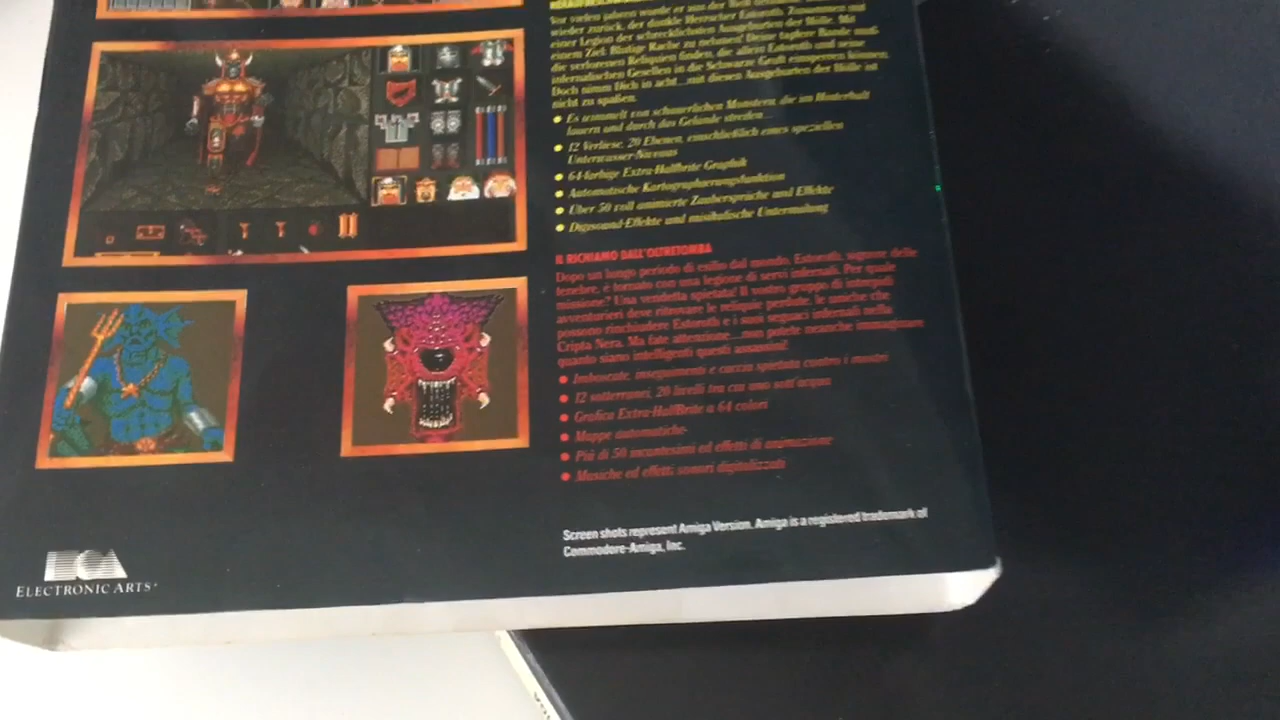 Vor vielen Jahren wurde er von der Welt
wieder zurück, der dunkle Herrscher Estoroth. Zusammen mit
einer Legion der schrecklichsten Ausgeburten der Hölle. Mit
einem Ziel: Blutige Rache zu nehmen! Deine tapfere Bande muß
die verlorenen Reliquien finden, die allein Estoroth und seine
infernalischen Gesellen in die Schwarze Gruft einsperren können.
Doch nimm Dich in acht...mit diesen Ausgeburten der Hölle ist
nicht zu spaßen.
● Es wimmelt von schauerlichen Monstern, die im Hinterhalt
lauern und durch das Gelände streifen...
● 12 Verliese, 20 Ebenen, einschließlich eines speziellen
Unterwasser-Niveaus
● 64-farbige Extra-Halfbrite Graphik
● Automatische Kartographierungsfunktion
● Über 50 voll animierte Zaubersprüche und Effekte
● Digisound-Effekte und musikalische Untermalung
IL RICHIAMO DALL'OLTRETOMBA
Dopo un lungo periodo di esilio dal mondo, Estoroth, signore delle
tenebre, è tornato con una legione di servi infernali. Per quale
missione? Una vendetta spietata! Il vostro gruppo di intrepidi
avventurieri deve ritrovare le reliquie perdute, le uniche che
possono rinchiudere Estoroth e i suoi seguaci infernali nella
Cripta Nera. Ma fate attenzione...non potete neanche immaginare
quanto siano intelligenti questi assassini!
● Imboscate, inseguimento e caccia spietata contro i mostri
● 12 sotterranei, 20 livelli tra cui uno sott'acqua
● Grafica Extra-HalfBrite a 64 colori
● Mappe automatiche
● Più di 50 incantesimi ed effetti di animazione
● Musiche ed effetti sonori digitalizzati
Screen shots represent Amiga Version. Amiga is a registered trademark of
Commodore-Amiga, Inc.
ELECTRONIC ARTS